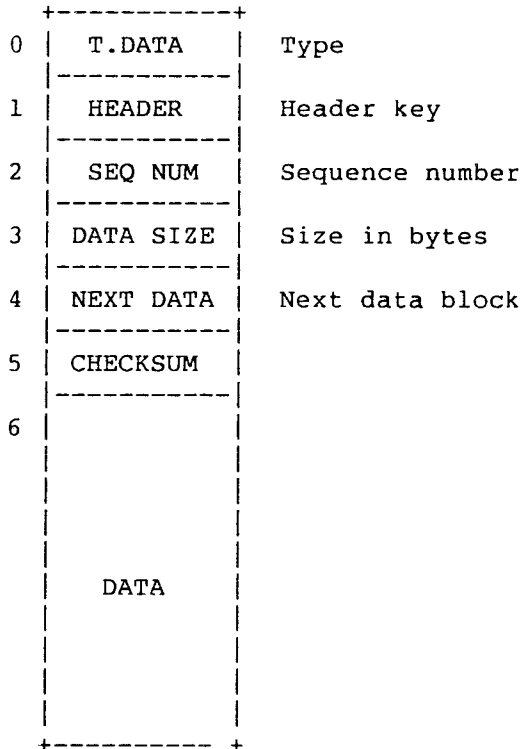 0 T.DATA Type
1 HEADER Header key
2 SEQ NUM Sequence number
3 DATA SIZE Size in bytes
4 NEXT DATA Next data block
5 CHECKSUM
6
DATA